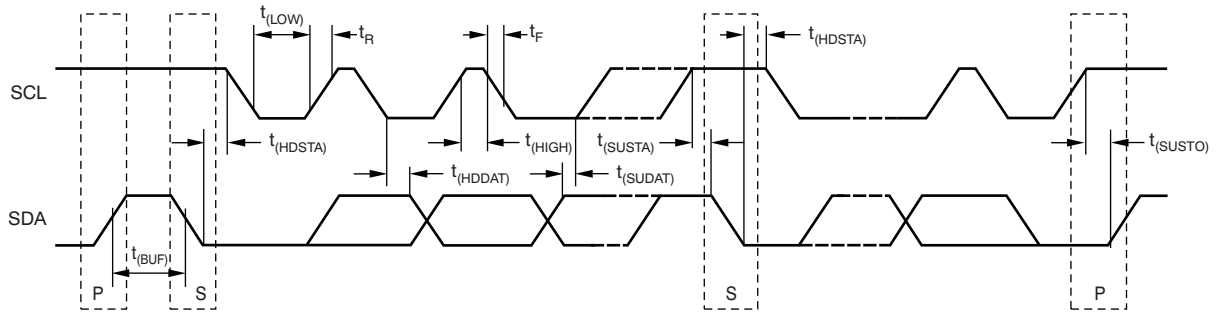 t(LOW)
tR
tF
t(HDSTA)
SCL
t(HDSTA)
t(HIGH)
t(SUSTA)
t(SUSTO)
t(HDDAT)
t(SUDAT)
SDA
t(BUF)
P
S
S
P